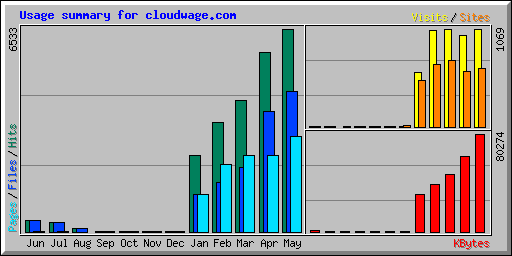 Usage summary for cloudwage.com
Visits/Sites
6533
1069
80274
Pages/Files/Hits
Jun Jul Aug Sep Oct Nov Dec Jan Feb Mar Apr May
KBytes